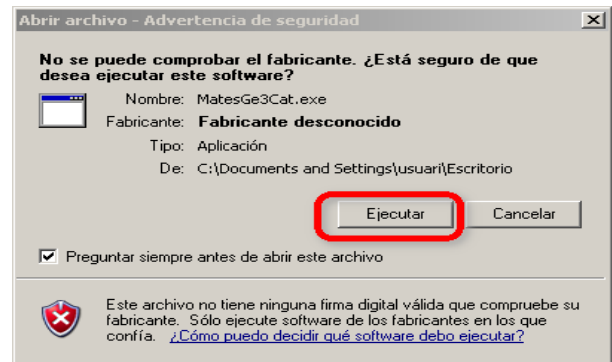 Abrir archivo - Advertencia de seguridad
No se puede comprobar el fabricante. ¿Está seguro de que
desea ejecutar este software?
Nombre: MatesGe3Cat.exe
Fabricante: Fabricante desconocido
Tipo: Aplicación
De: C:\Documents and Settings\usuari\Escritorio
Ejecutar Cancelar
Preguntar siempre antes de abrir este archivo
Este archivo no tiene ninguna firma digital válida que compruebe su
fabricante. Sólo ejecute software de los fabricantes en los que
confía. ¿Cómo puedo decidir qué software debo ejecutar?